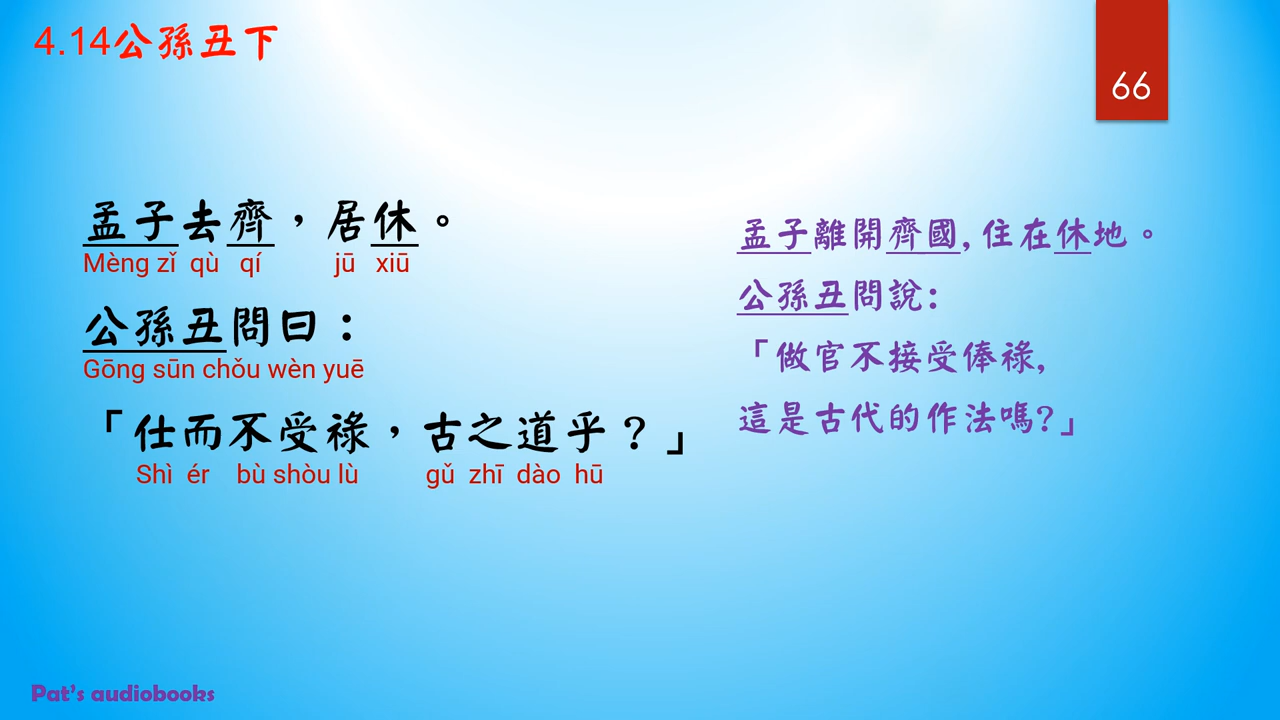 4.14公孫丑下
66
孟子去齊，居休。
Mèng zǐ qù qí jū xiū
公孫丑問曰：
Gōng sūn chǒu wèn yuē
「仕而不受祿，古之道乎？」
Shì ér bù shòu lù gǔ zhī dào hū
孟子離開齊國,住在休地。
公孫丑問說:
「做官不接受俸祿,
這是古代的作法嗎?」
Pat's audiobooks